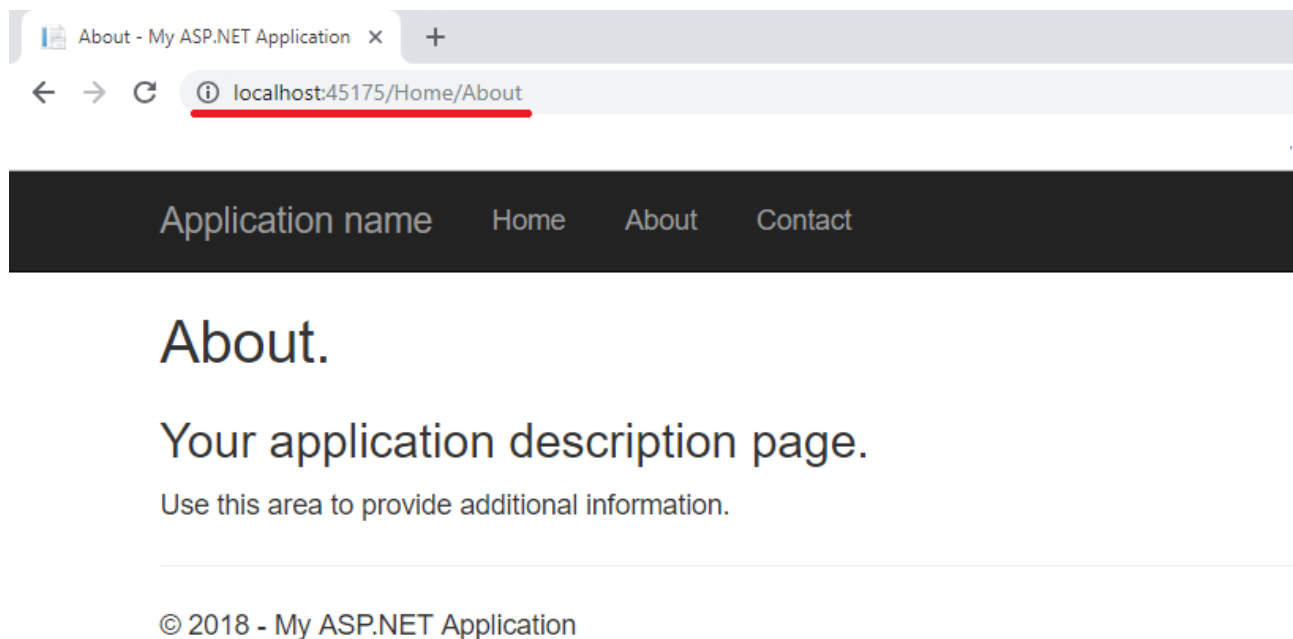 About - My ASP.NET Application
localhost:45175/Home/About
Application name Home About Contact
About.
Your application description page.
Use this area to provide additional information.
© 2018 - My ASP.NET Application